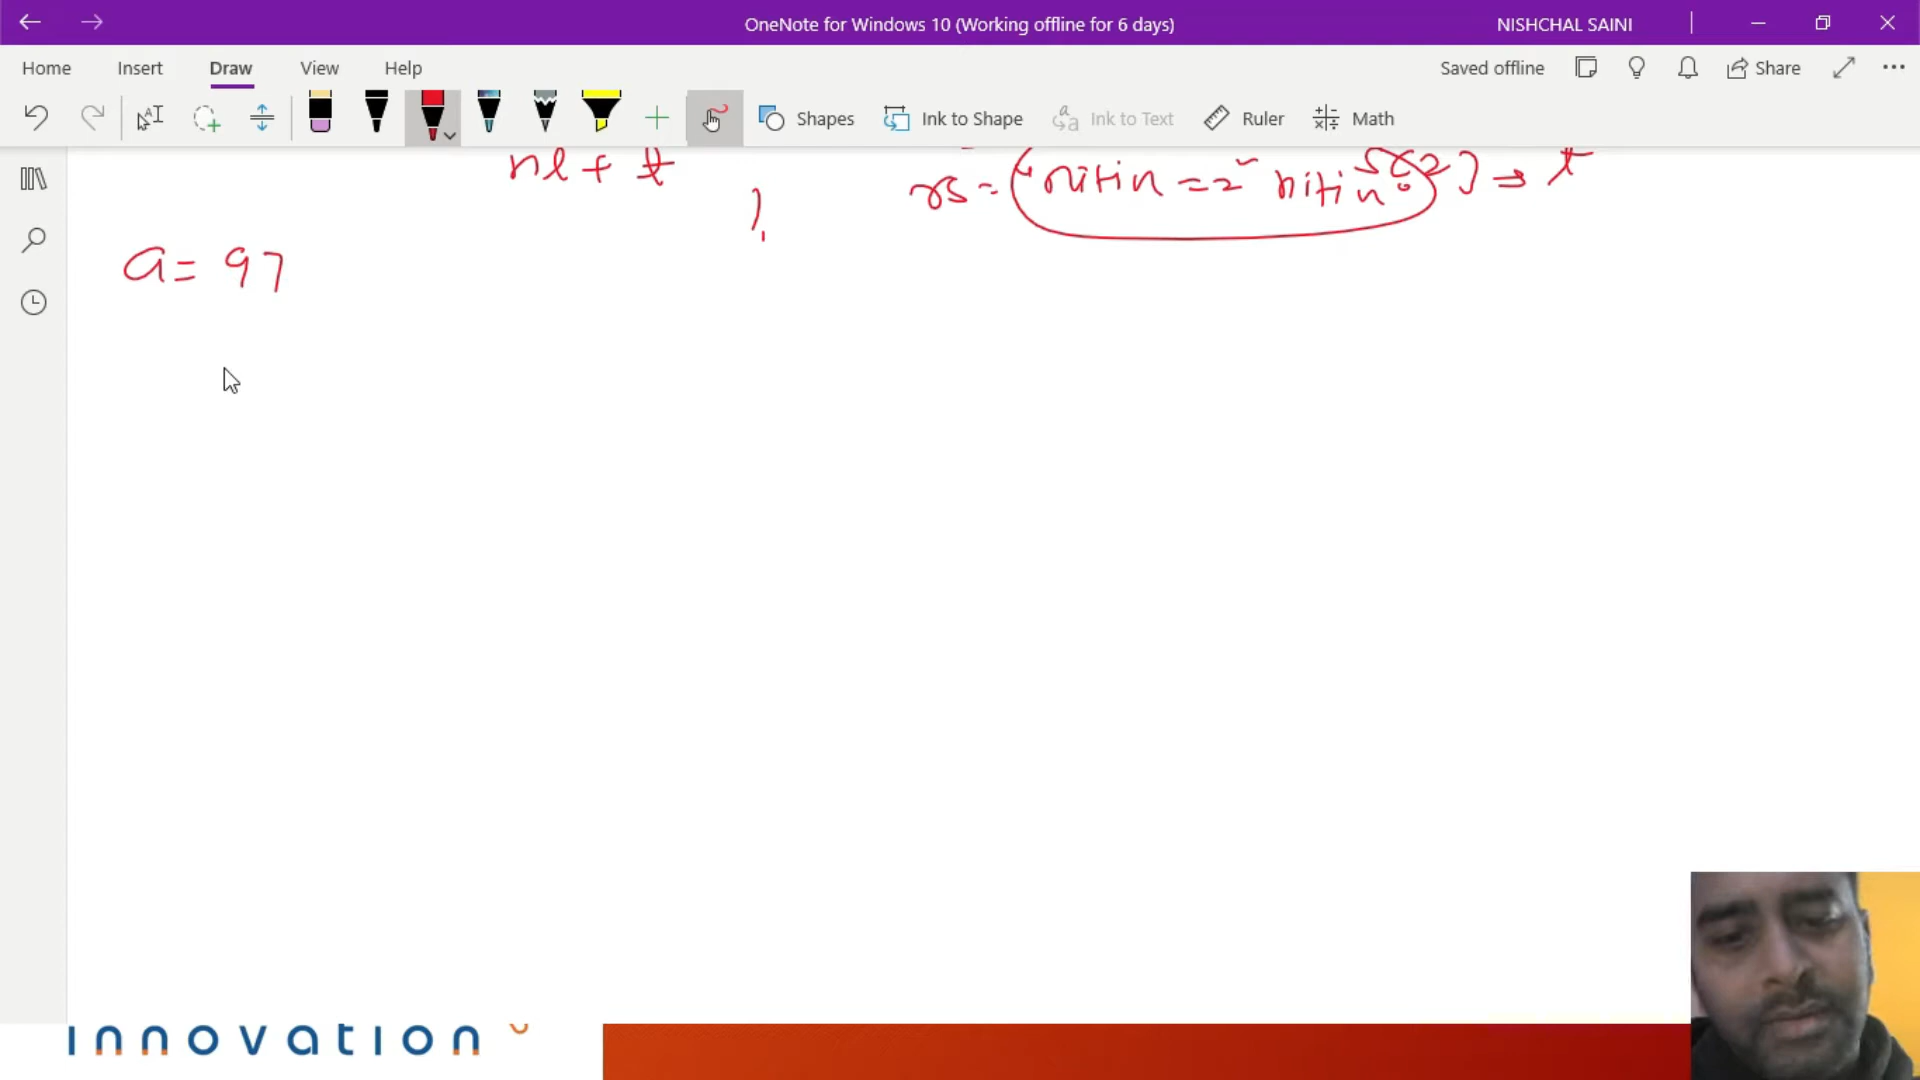 OneNote for Windows 10 (Working offline for 6 days)
NISHCHAL SAINI
Home Insert Draw View Help
Saved offline Share
Shapes Ink to Shape Ink to Text Ruler Math
nl + t
rs = ("nitin == nitin
a = 97
innovation